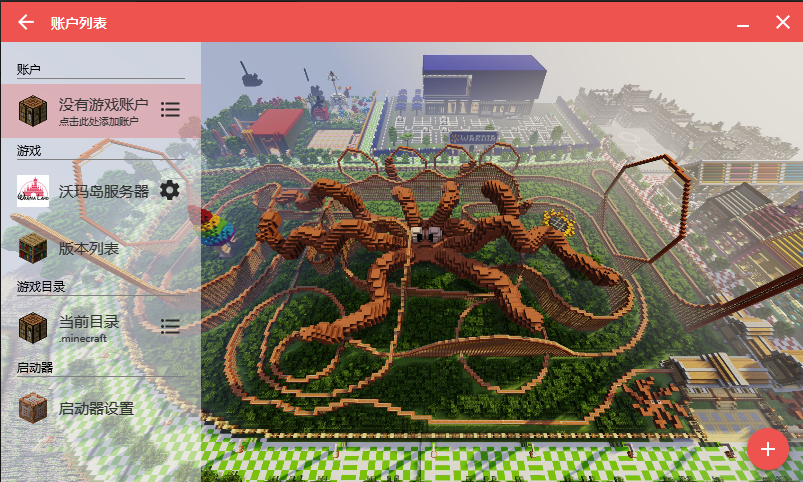 账户列表
账户
没有游戏账户
点击此处添加账户
游戏
沃玛岛服务器
版本列表
游戏目录
当前目录
.minecraft
启动器
启动器设置